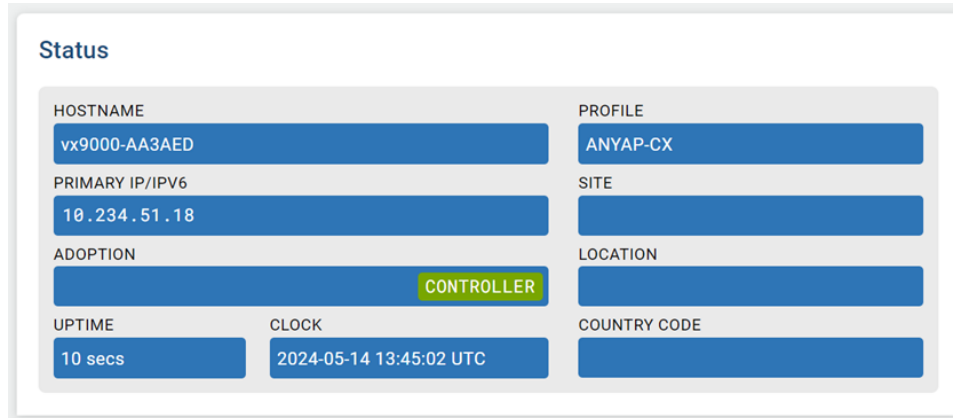 Status
HOSTNAME
vx9000-AA3AED
PROFILE
ANYAP-CX
PRIMARY IP/IPV6
10.234.51.18
SITE
ADOPTION
CONTROLLER
LOCATION
UPTIME
10 secs
CLOCK
2024-05-14 13:45:02 UTC
COUNTRY CODE